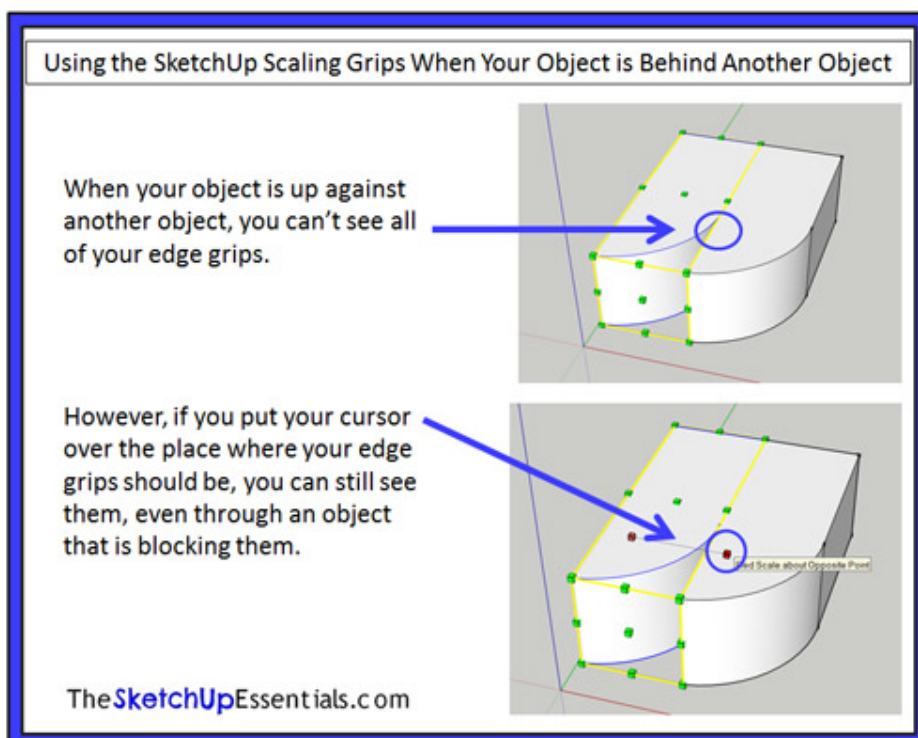 Using the SketchUp Scaling Grips When Your Object is Behind Another Object
When your object is up against
another object, you can't see all
of your edge grips.
However, if you put your cursor
over the place where your edge
grips should be, you can still see
them, even through an object
that is blocking them.
Red Scale about Opposite Point
TheSketchUpEssentials.com